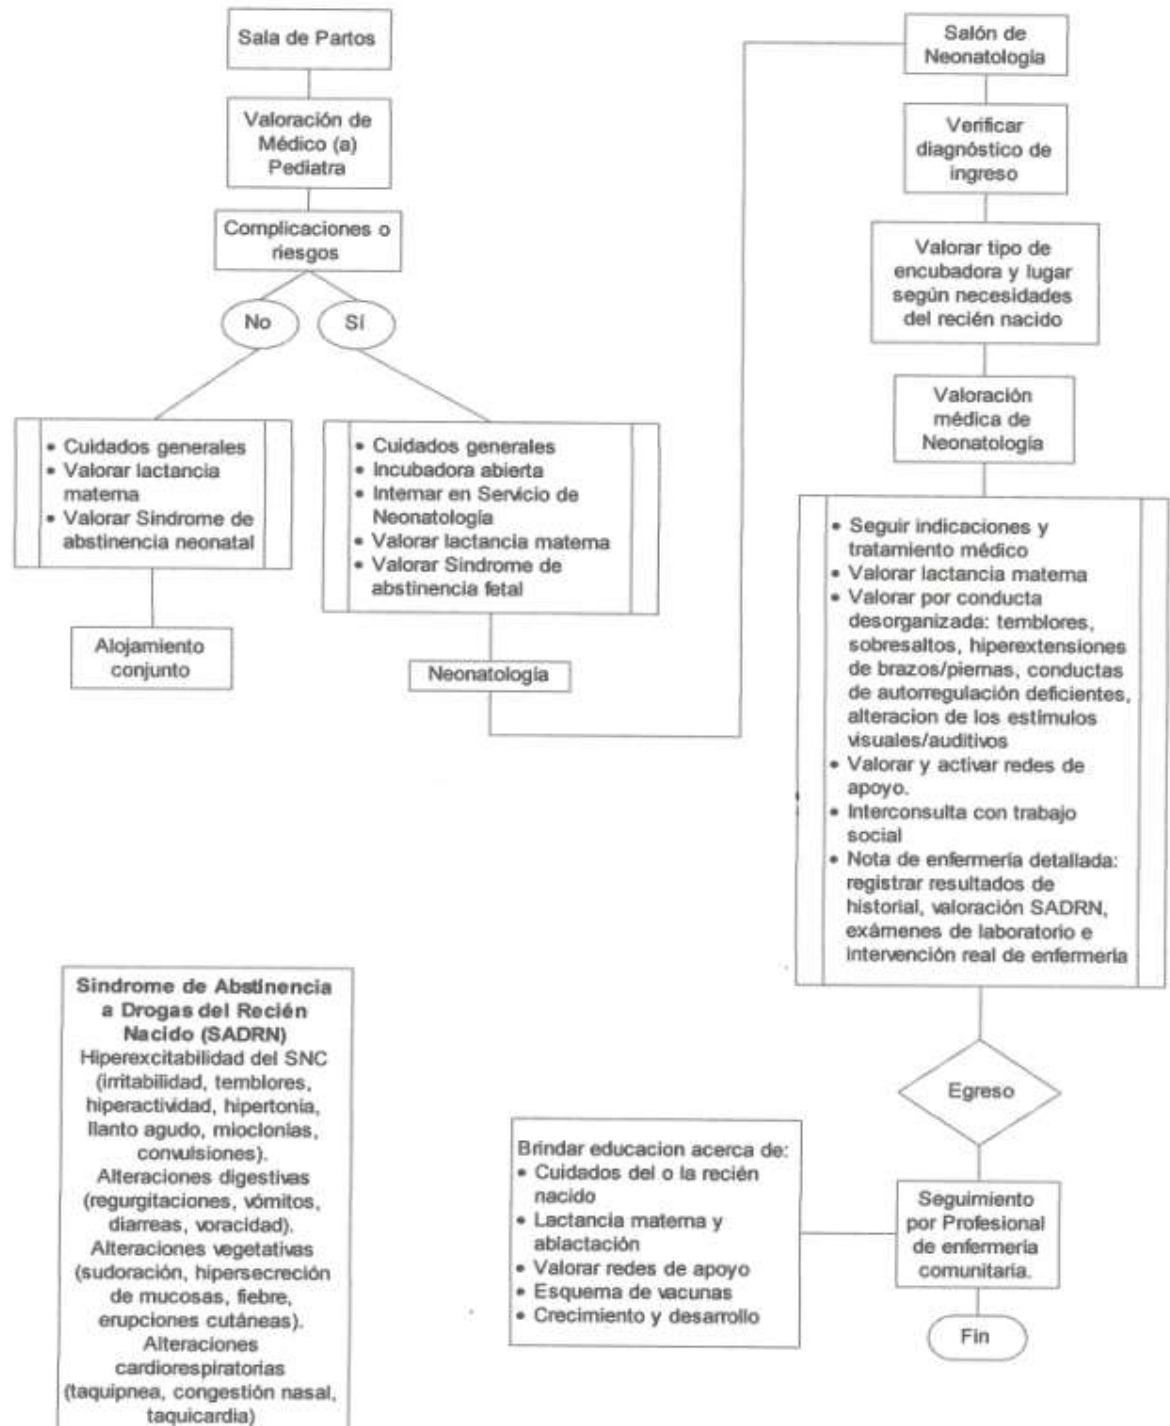 Sala de Partos
Valoración de
Médico (a)
Pediatra
Complicaciones o
riesgos
No
Sí
• Cuidados generales
• Valorar lactancia
materna
• Valorar Sindrome de
abstinencia neonatal
Alojamiento
conjunto
• Cuidados generales
• Incubadora abierta
• Internar en Servicio de
Neonatología
• Valorar lactancia materna
• Valorar Sindrome de
abstinencia fetal
Neonatología
Salón de
Neonatología
Verificar
diagnóstico de
ingreso
Valorar tipo de
encubadora y lugar
según necesidades
del recién nacido
Valoración
médica de
Neonatología
• Seguir indicaciones y
tratamiento médico
• Valorar lactancia materna
• Valorar por conducta
desorganizada: temblores,
sobresaltos, hiperextensiones
de brazos/piernas, conductas
de autorregulación deficientes,
alteracion de los estímulos
visuales/auditivos
• Valorar y activar redes de
apoyo.
• Interconsulta con trabajo
social
• Nota de enfermería detallada:
registrar resultados de
historial, valoración SADRN,
exámenes de laboratorio e
intervención real de enfermería
Egreso
Seguimiento
por Profesional
de enfermería
comunitaria.
Fin
Brindar educacion acerca de:
• Cuidados del o la recién
nacido
• Lactancia materna y
ablactación
• Valorar redes de apoyo
• Esquema de vacunas
• Crecimiento y desarrollo
Sindrome de Abstinencia
a Drogas del Recién
Nacido (SADRN)
Hiperexcitabilidad del SNC
(irritabilidad, temblores,
hiperactividad, hipertonía,
llanto agudo, mioclonías,
convulsiones).
Alteraciones digestivas
(regurgitaciones, vómitos,
diarreas, voracidad).
Alteraciones vegetativas
(sudoración, hipersecreción
de mucosas, fiebre,
erupciones cutáneas).
Alteraciones
cardiorespiratorias
(taquipnea, congestión nasal,
taquicardia)